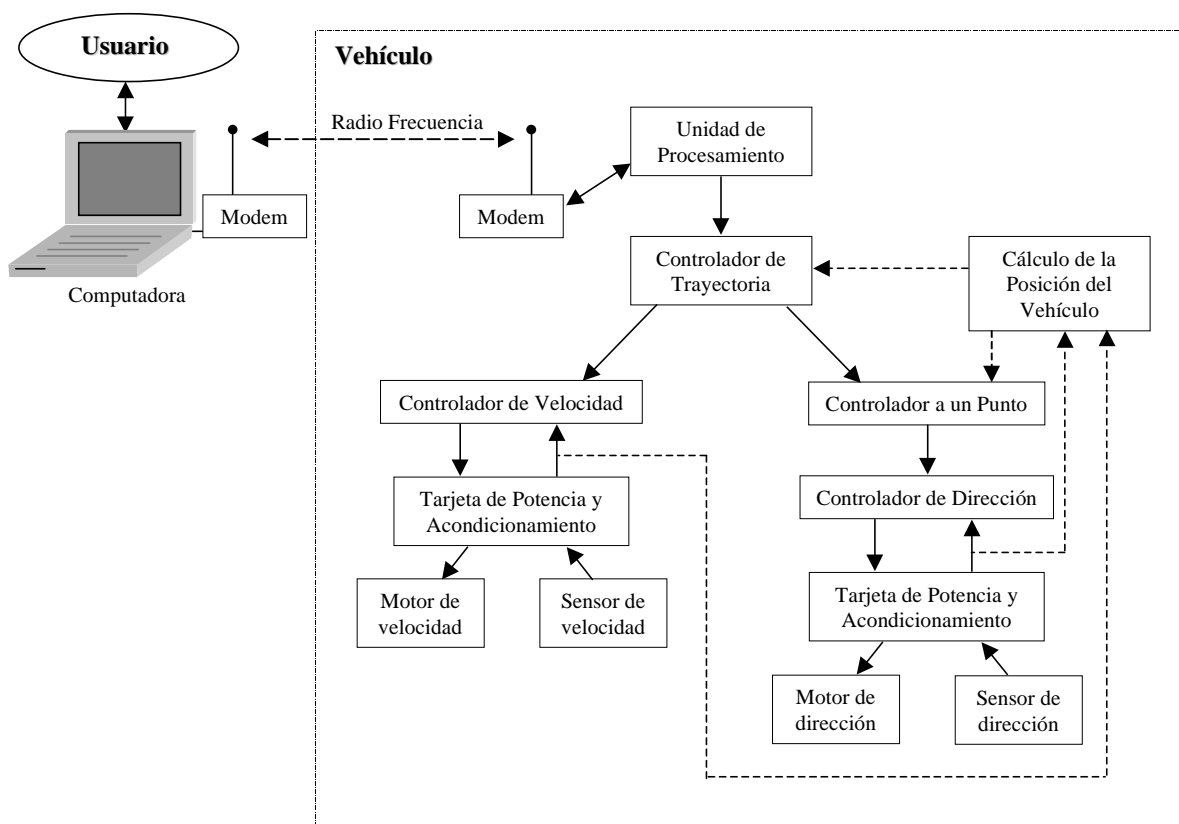 Usuario
Vehículo
Radio Frecuencia
Unidad de
Procesamiento
Modem
Modem
Computadora
Controlador de
Trayectoria
Cálculo de la
Posición del
Vehículo
Controlador de Velocidad
Controlador a un Punto
Tarjeta de Potencia y
Acondicionamiento
Controlador de Dirección
Motor de
velocidad
Sensor de
velocidad
Tarjeta de Potencia y
Acondicionamiento
Motor de
dirección
Sensor de
dirección